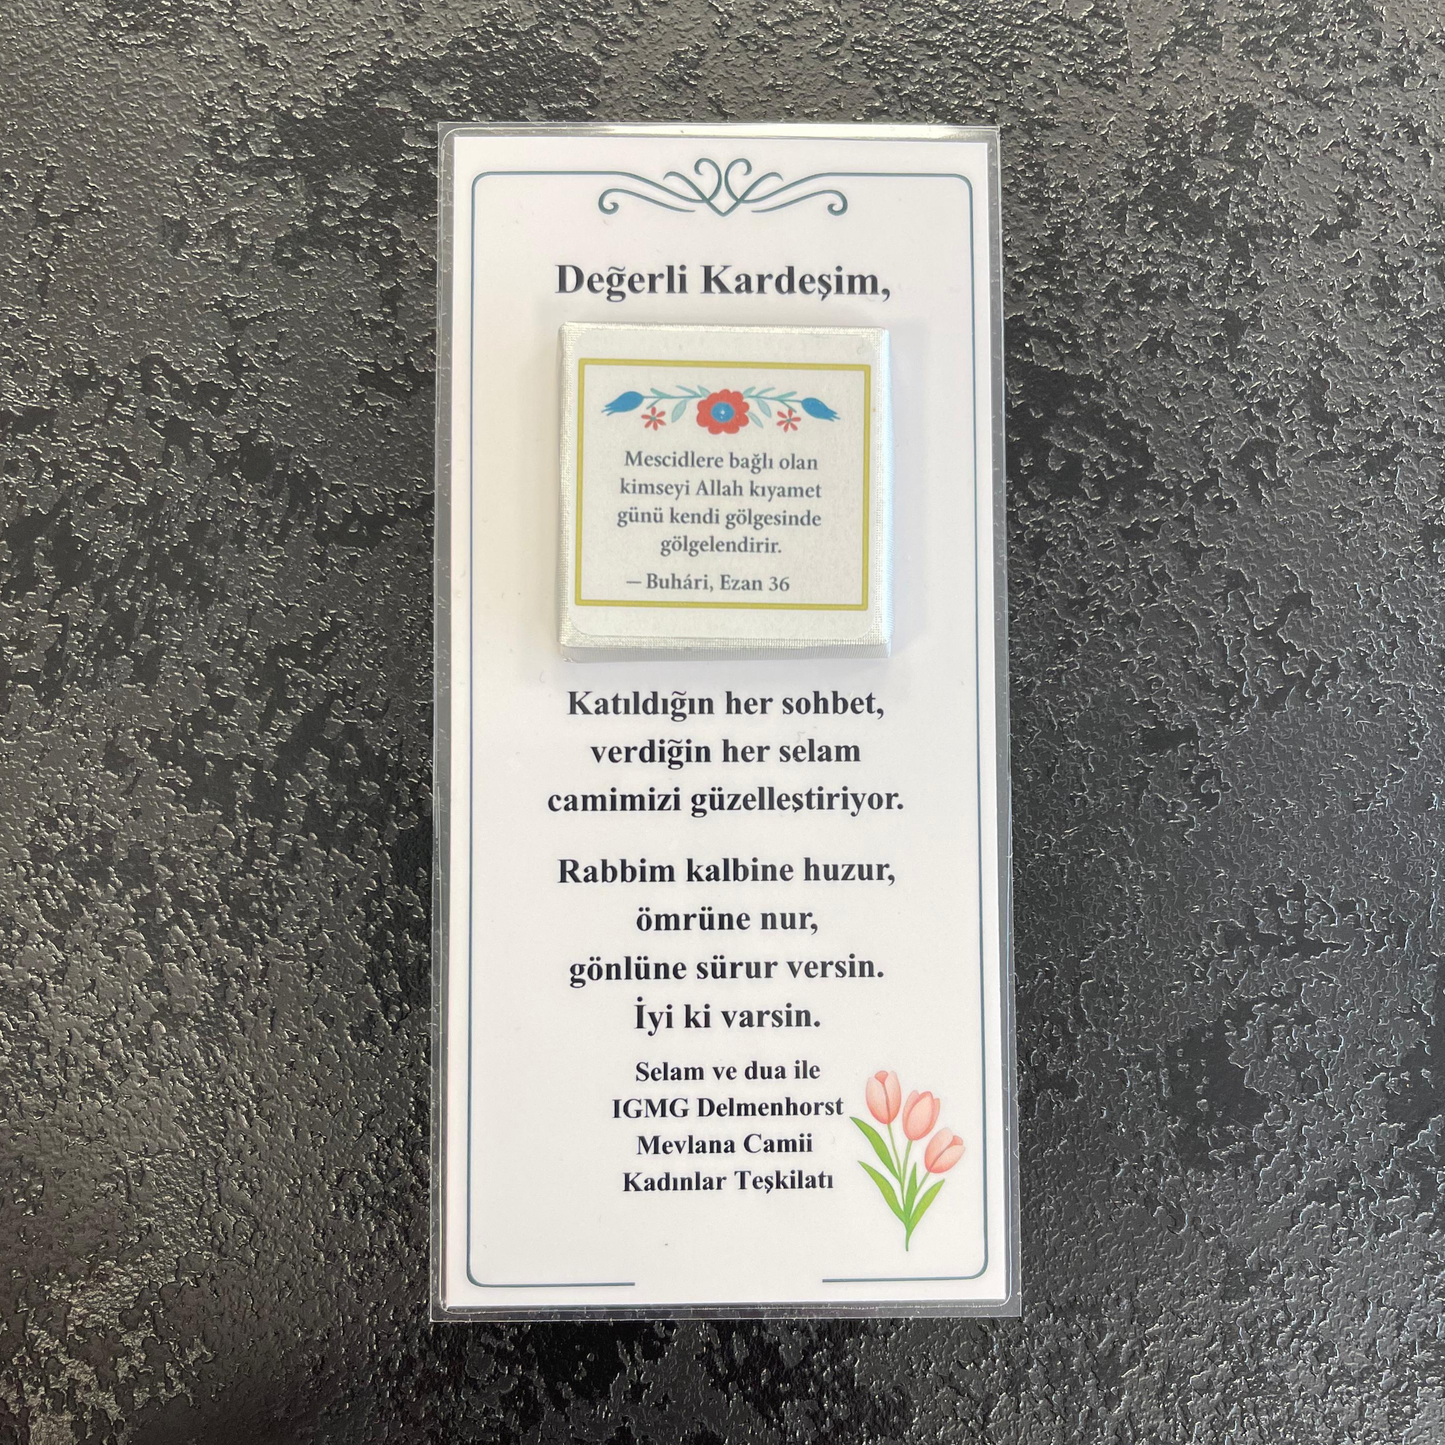 Değerli Kardeşim,
Mescidlere bağlı olan
kimseyi Allah kıyamet
günü kendi gölgesinde
gölgelendirir.
— Buhári, Ezan 36
Katıldığın her sohbet,
verdiğin her selam
camimizi güzelleştiriyor.
Rabbim kalbine huzur,
ömrüne nur,
gönlüne sürur versin.
İyi ki varsin.
Selam ve dua ile
IGMG Delmenhorst
Mevlana Camii
Kadınlar Teşkilatı